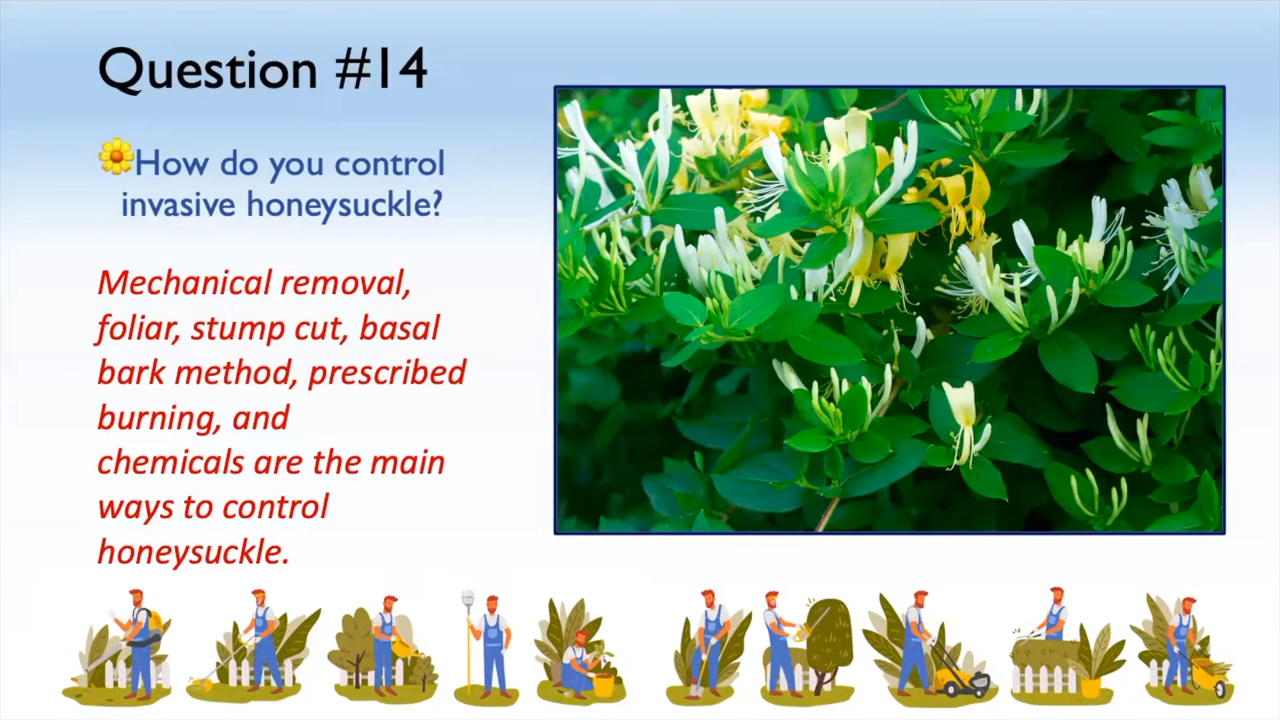 Question #14
How do you control
invasive honeysuckle?
Mechanical removal,
foliar, stump cut, basal
bark method, prescribed
burning, and
chemicals are the main
ways to control
honeysuckle.